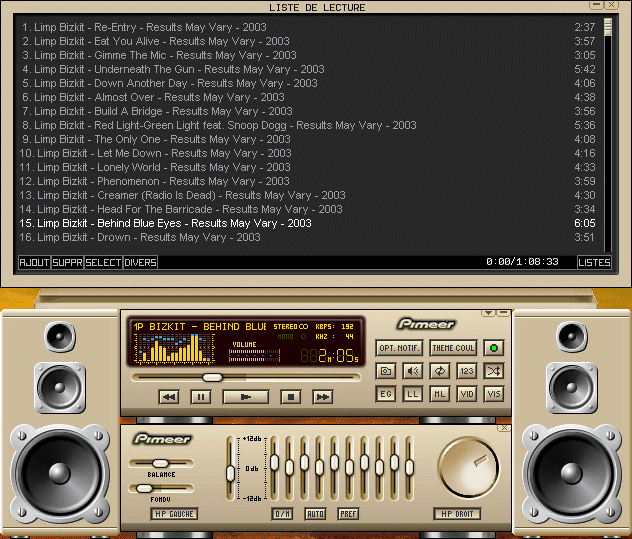 LISTE DE LECTURE
1. Limp Bizkit - Re-Entry - Results May Vary - 2003 2:37
2. Limp Bizkit - Eat You Alive - Results May Vary - 2003 3:57
3. Limp Bizkit - Gimme The Mic - Results May Vary - 2003 3:05
4. Limp Bizkit - Underneath The Gun - Results May Vary - 2003 5:42
5. Limp Bizkit - Down Another Day - Results May Vary - 2003 4:06
6. Limp Bizkit - Almost Over - Results May Vary - 2003 4:38
7. Limp Bizkit - Build A Bridge - Results May Vary - 2003 3:56
8. Limp Bizkit - Red Light-Green Light feat. Snoop Dogg - Results May Vary - 2003 5:36
9. Limp Bizkit - The Only One - Results May Vary - 2003 4:08
10. Limp Bizkit - Let Me Down - Results May Vary - 2003 4:16
11. Limp Bizkit - Lonely World - Results May Vary - 2003 4:33
12. Limp Bizkit - Phenomenon - Results May Vary - 2003 3:59
13. Limp Bizkit - Creamer (Radio Is Dead) - Results May Vary - 2003 4:30
14. Limp Bizkit - Head For The Barricade - Results May Vary - 2003 3:34
15. Limp Bizkit - Behind Blue Eyes - Results May Vary - 2003 6:05
16. Limp Bizkit - Drown - Results May Vary - 2003 3:51
AJOUT SUPPR SELECT DIVERS 0:00/1:08:33 LISTES
MP BIZKIT - BEHIND BLUE STEREO KBPS: 192
MONO KHZ : 44
VOLUME
2M:05S
Pimeer
OPT. NOTIF. THEME COUL
123
EG LL ML VID VIS
Pimeer
BALANCE
FONDU
HP GAUCHE
+12db
0db
-12db
O/N AUTO PREF
HP DROIT